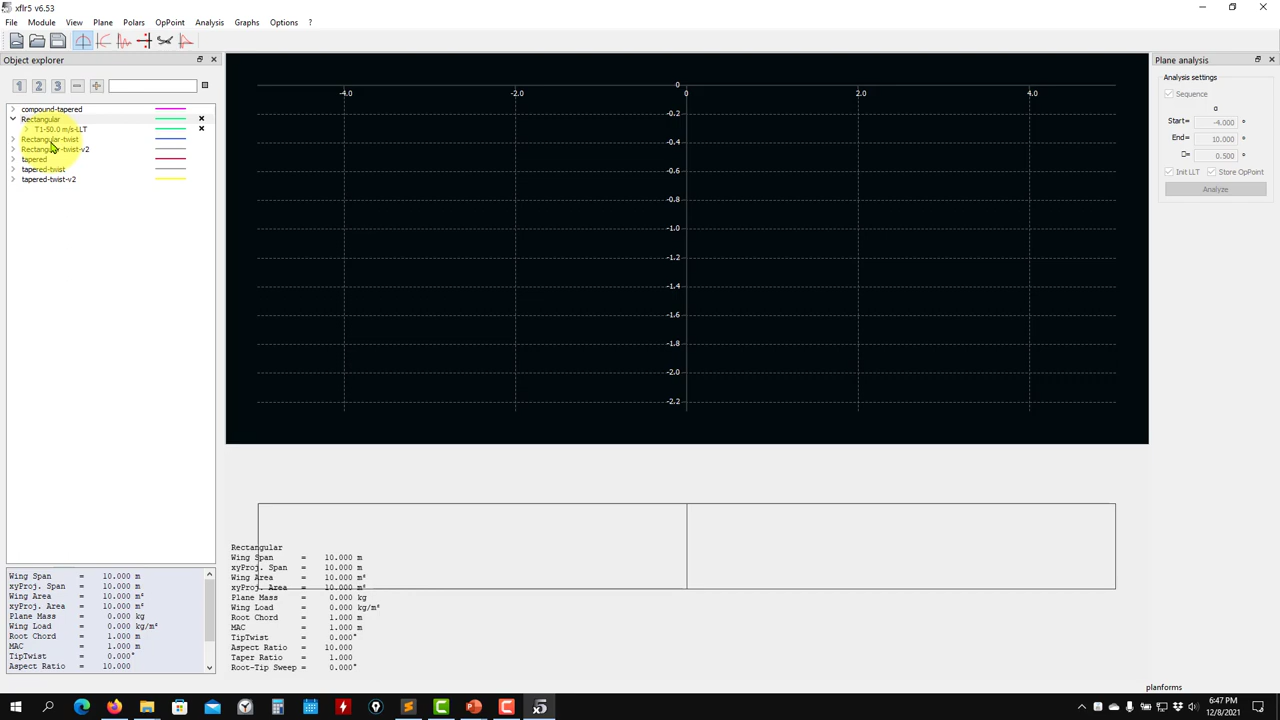 xflr5 v6.53
File Module View Plane Polars OpPoint Analysis Graphs Options ?
Object explorer
1 2 3 − +
compound-tapered
Rectangular
T1-50.0 m/s-LLT
Rectangular-twist
Rectangular-twist-v2
tapered
tapered-twist
tapered-twist-v2
Wing Span = 10.000 m
xyProj. Span = 10.000 m
Wing Area = 10.000 m²
xyProj. Area = 10.000 m²
Plane Mass = 0.000 kg
Wing Load = 0.000 kg/m²
Root Chord = 1.000 m
MAC = 1.000 m
TipTwist = 0.000°
Aspect Ratio = 10.000
0
-4.0 -2.0 0 2.0 4.0
-0.2
-0.4
-0.6
-0.8
-1.0
-1.2
-1.4
-1.6
-1.8
-2.0
-2.2
Rectangular
Wing Span = 10.000 m
xyProj. Span = 10.000 m
Wing Area = 10.000 m²
xyProj. Area = 10.000 m²
Plane Mass = 0.000 kg
Wing Load = 0.000 kg/m²
Root Chord = 1.000 m
MAC = 1.000 m
TipTwist = 0.000°
Aspect Ratio = 10.000
Taper Ratio = 1.000
Root-Tip Sweep = 0.000°
Plane analysis
Analysis settings
Sequence
α
Start= -4.000 °
End= 10.000 °
= 0.500 °
Init LLT Store OpPoint
Analyze
planforms
6:47 PM
12/8/2021